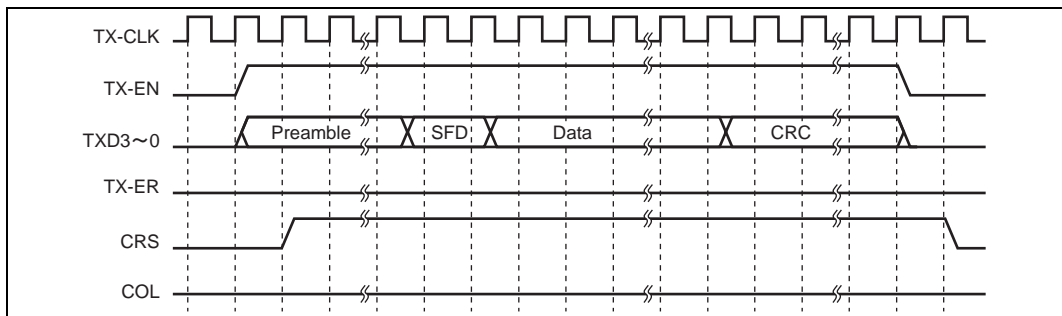 TX-CLK
TX-EN
TXD3～0 Preamble SFD Data CRC
TX-ER
CRS
COL